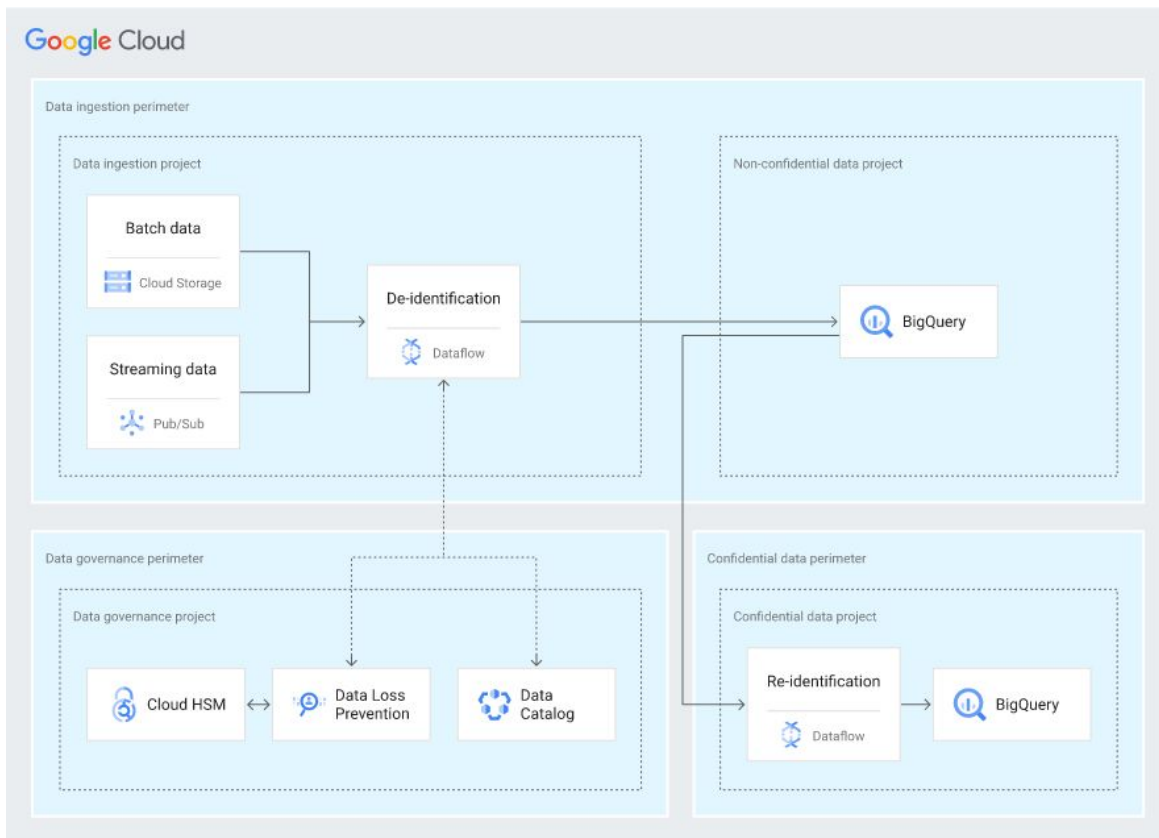 Google Cloud
Data ingestion perimeter
Data ingestion project
Batch data
Cloud Storage
Streaming data
Pub/Sub
De-identification
Dataflow
Non-confidential data project
BigQuery
Data governance perimeter
Data governance project
Cloud HSM
Data Loss
Prevention
Data
Catalog
Confidential data perimeter
Confidential data project
Re-identification
Dataflow
BigQuery